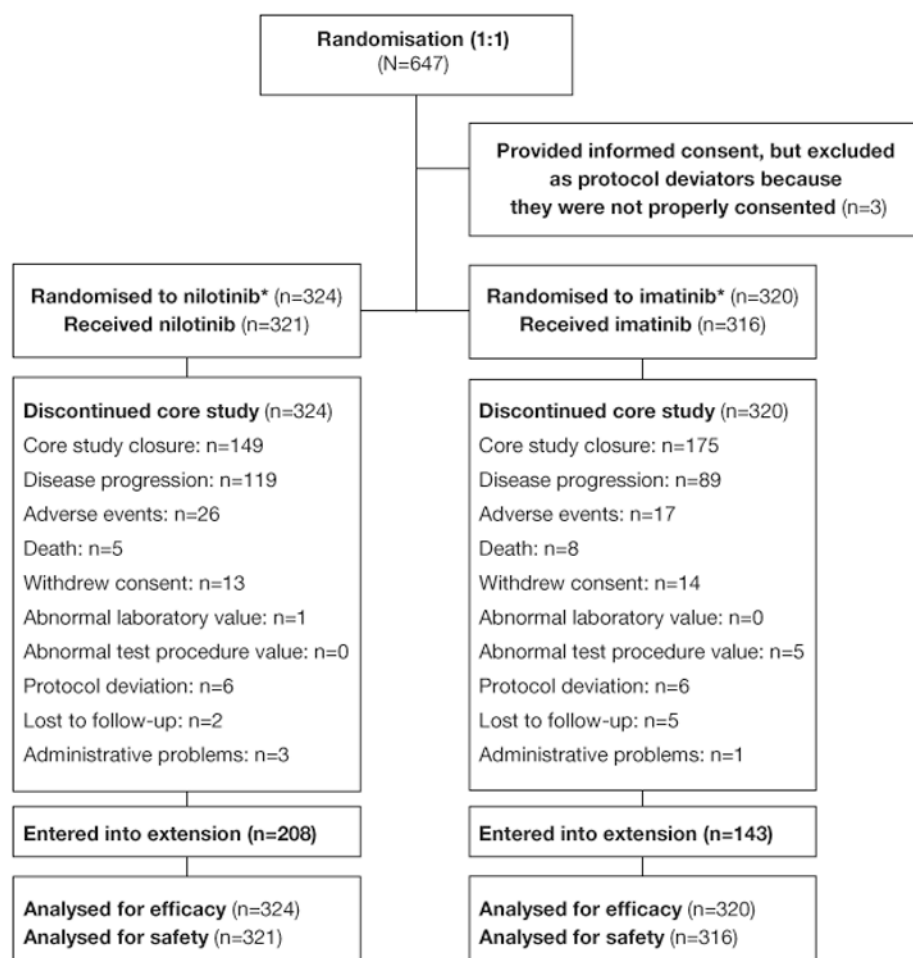 Randomisation (1:1)
(N=647)
Provided informed consent, but excluded
as protocol deviators because
they were not properly consented (n=3)
Randomised to nilotinib* (n=324)
Received nilotinib (n=321)
Randomised to imatinib* (n=320)
Received imatinib (n=316)
Discontinued core study (n=324)
Core study closure: n=149
Disease progression: n=119
Adverse events: n=26
Death: n=5
Withdrew consent: n=13
Abnormal laboratory value: n=1
Abnormal test procedure value: n=0
Protocol deviation: n=6
Lost to follow-up: n=2
Administrative problems: n=3
Discontinued core study (n=320)
Core study closure: n=175
Disease progression: n=89
Adverse events: n=17
Death: n=8
Withdrew consent: n=14
Abnormal laboratory value: n=0
Abnormal test procedure value: n=5
Protocol deviation: n=6
Lost to follow-up: n=5
Administrative problems: n=1
Entered into extension (n=208)
Entered into extension (n=143)
Analysed for efficacy (n=324)
Analysed for safety (n=321)
Analysed for efficacy (n=320)
Analysed for safety (n=316)